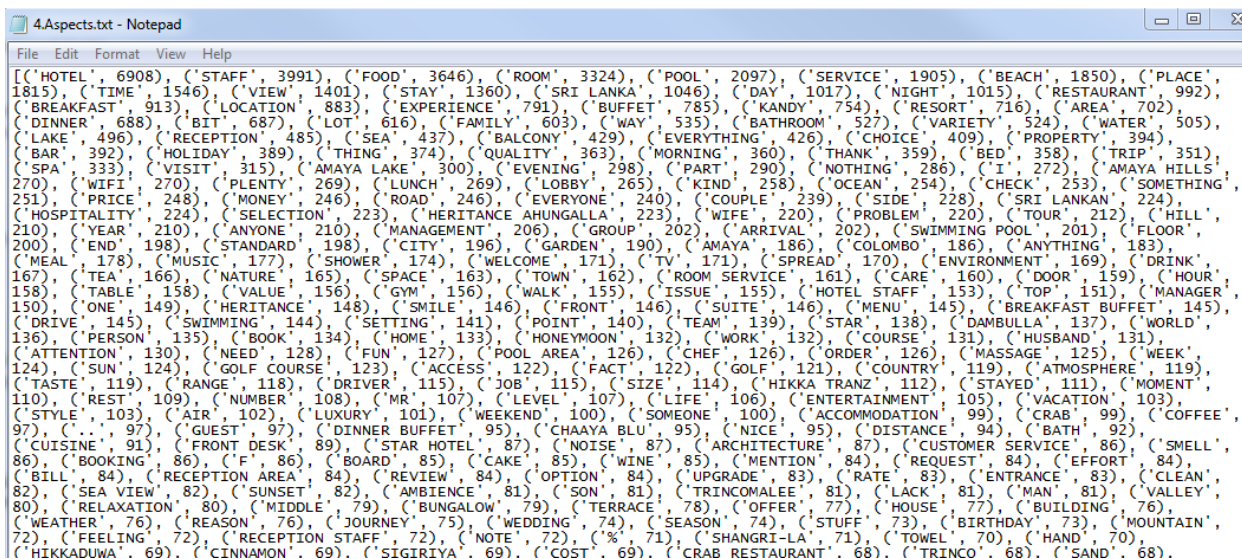 4.Aspects.txt - Notepad
File Edit Format View Help
[('HOTEL', 6908), ('STAFF', 3991), ('FOOD', 3646), ('ROOM', 3324), ('POOL', 2097), ('SERVICE', 1905), ('BEACH', 1850), ('PLACE',
1815), ('TIME', 1546), ('VIEW', 1401), ('STAY', 1360), ('SRI LANKA', 1046), ('DAY', 1017), ('NIGHT', 1015), ('RESTAURANT', 992),
('BREAKFAST', 913), ('LOCATION', 883), ('EXPERIENCE', 791), ('BUFFET', 785), ('KANDY', 754), ('RESORT', 716), ('AREA', 702),
('DINNER', 688), ('BIT', 687), ('LOT', 616), ('FAMILY', 603), ('WAY', 535), ('BATHROOM', 527), ('VARIETY', 524), ('WATER', 505),
('LAKE', 496), ('RECEPTION', 485), ('SEA', 437), ('BALCONY', 429), ('EVERYTHING', 426), ('CHOICE', 409), ('PROPERTY', 394),
('BAR', 392), ('HOLIDAY', 389), ('THING', 374), ('QUALITY', 363), ('MORNING', 360), ('THANK', 359), ('BED', 358), ('TRIP', 351),
('SPA', 333), ('VISIT', 315), ('AMAYA LAKE', 300), ('EVENING', 298), ('PART', 290), ('NOTHING', 286), ('I', 272), ('AMAYA HILLS',
270), ('WIFI', 270), ('PLENTY', 269), ('LUNCH', 269), ('LOBBY', 265), ('KIND', 258), ('OCEAN', 254), ('CHECK', 253), ('SOMETHING',
251), ('PRICE', 248), ('MONEY', 246), ('ROAD', 246), ('EVERYONE', 240), ('COUPLE', 239), ('SIDE', 228), ('SRI LANKAN', 224),
('HOSPITALITY', 224), ('SELECTION', 223), ('HERITANCE AHUNGALLA', 223), ('WIFE', 220), ('PROBLEM', 220), ('TOUR', 212), ('HILL',
210), ('YEAR', 210), ('ANYONE', 210), ('MANAGEMENT', 206), ('GROUP', 202), ('ARRIVAL', 202), ('SWIMMING POOL', 201), ('FLOOR',
200), ('END', 198), ('STANDARD', 198), ('CITY', 196), ('GARDEN', 190), ('AMAYA', 186), ('COLOMBO', 186), ('ANYTHING', 183),
('MEAL', 178), ('MUSIC', 177), ('SHOWER', 174), ('WELCOME', 171), ('TV', 171), ('SPREAD', 170), ('ENVIRONMENT', 169), ('DRINK',
167), ('TEA', 166), ('NATURE', 165), ('SPACE', 163), ('TOWN', 162), ('ROOM SERVICE', 161), ('CARE', 160), ('DOOR', 159), ('HOUR',
158), ('TABLE', 158), ('VALUE', 156), ('GYM', 156), ('WALK', 155), ('ISSUE', 155), ('HOTEL STAFF', 153), ('TOP', 151), ('MANAGER',
150), ('ONE', 149), ('HERITANCE', 148), ('SMILE', 146), ('FRONT', 146), ('SUITE', 146), ('MENU', 145), ('BREAKFAST BUFFET', 145),
('DRIVE', 145), ('SWIMMING', 144), ('SETTING', 141), ('POINT', 140), ('TEAM', 139), ('STAR', 138), ('DAMBULLA', 137), ('WORLD',
136), ('PERSON', 135), ('BOOK', 134), ('HOME', 133), ('HONEYMOON', 132), ('WORK', 132), ('COURSE', 131), ('HUSBAND', 131),
('ATTENTION', 130), ('NEED', 128), ('FUN', 127), ('POOL AREA', 126), ('CHEF', 126), ('ORDER', 126), ('MASSAGE', 125), ('WEEK',
124), ('SUN', 124), ('GOLF COURSE', 123), ('ACCESS', 122), ('FACT', 122), ('GOLF', 121), ('COUNTRY', 119), ('ATMOSPHERE', 119),
('TASTE', 119), ('RANGE', 118), ('DRIVER', 115), ('JOB', 115), ('SIZE', 114), ('HIKKA TRANZ', 112), ('STAYED', 111), ('MOMENT',
110), ('REST', 109), ('NUMBER', 108), ('MR', 107), ('LEVEL', 107), ('LIFE', 106), ('ENTERTAINMENT', 105), ('VACATION', 103),
('STYLE', 103), ('AIR', 102), ('LUXURY', 101), ('WEEKEND', 100), ('SOMEONE', 100), ('ACCOMMODATION', 99), ('CRAB', 99), ('COFFEE',
97), ('..', 97), ('GUEST', 97), ('DINNER BUFFET', 95), ('CHAAYA BLU', 95), ('NICE', 95), ('DISTANCE', 94), ('BATH', 92),
('CUISINE', 91), ('FRONT DESK', 89), ('STAR HOTEL', 87), ('NOISE', 87), ('ARCHITECTURE', 87), ('CUSTOMER SERVICE', 86), ('SMELL',
86), ('BOOKING', 86), ('F', 86), ('BOARD', 85), ('CAKE', 85), ('WINE', 85), ('MENTION', 84), ('REQUEST', 84), ('EFFORT', 84),
('BILL', 84), ('RECEPTION AREA', 84), ('REVIEW', 84), ('OPTION', 84), ('UPGRADE', 83), ('RATE', 83), ('ENTRANCE', 83), ('CLEAN',
82), ('SEA VIEW', 82), ('SUNSET', 82), ('AMBIENCE', 81), ('SON', 81), ('TRINCOMALEE', 81), ('LACK', 81), ('MAN', 81), ('VALLEY',
80), ('RELAXATION', 80), ('MIDDLE', 79), ('BUNGALOW', 79), ('TERRACE', 78), ('OFFER', 77), ('HOUSE', 77), ('BUILDING', 76),
('WEATHER', 76), ('REASON', 76), ('JOURNEY', 75), ('WEDDING', 74), ('SEASON', 74), ('STUFF', 73), ('BIRTHDAY', 73), ('MOUNTAIN',
72), ('FEELING', 72), ('RECEPTION STAFF', 72), ('NOTE', 72), ('%', 71), ('SHANGRI-LA', 71), ('TOWEL', 70), ('HAND', 70),
('HIKKADUWA', 69), ('CINNAMON', 69), ('SIGIRIYA', 69), ('COST', 69), ('CRAB RESTAURANT', 68), ('TRINCO', 68), ('SAND', 68),